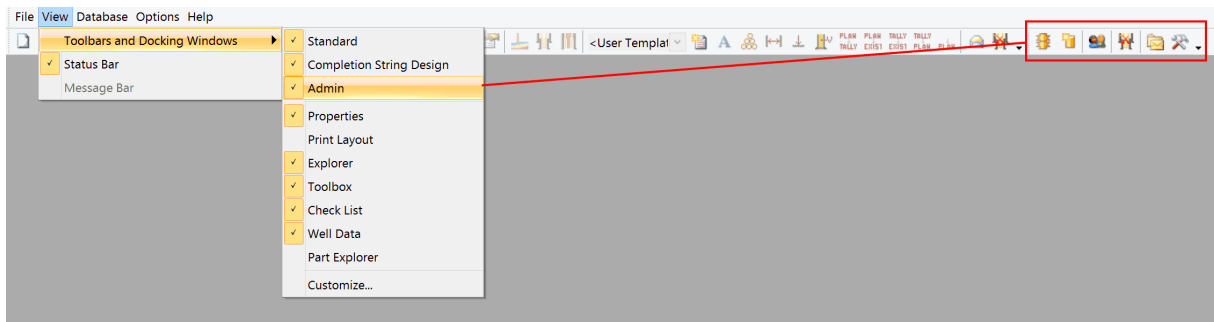 File View Database Options Help
Toolbars and Docking Windows
Status Bar
Message Bar
Standard
Completion String Design
Admin
Properties
Print Layout
Explorer
Toolbox
Check List
Well Data
Part Explorer
Customize...
<User Templat
A
PLAN PLAN TALLY TALLY
TALLY EXIST EXIST PLAN PLAN